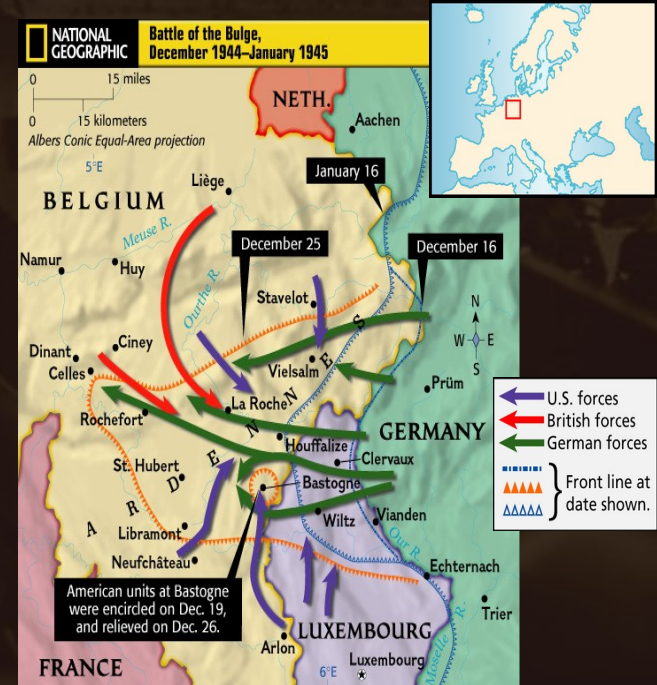 NATIONAL
GEOGRAPHIC
Battle of the Bulge,
December 1944–January 1945
0 15 miles
0 15 kilometers
Albers Conic Equal-Area projection
5°E
NETH.
Aachen
January 16
Liège
BELGIUM
Meuse R.
December 25
December 16
Namur
Huy
Ourthe R.
Stavelot
N
W E
S
Ciney
Dinant
Celles
Vielsalm
Prüm
La Roche
Rochefort
ARDENNES
GERMANY
Houffalize
Clervaux
St. Hubert
Bastogne
Wiltz
Vianden
Libramont
Our R.
Neufchâteau
Echternach
American units at Bastogne
were encircled on Dec. 19,
and relieved on Dec. 26.
Trier
LUXEMBOURG
Arlon
Moselle R.
FRANCE
6°E
Luxembourg
U.S. forces
British forces
German forces
Front line at
date shown.